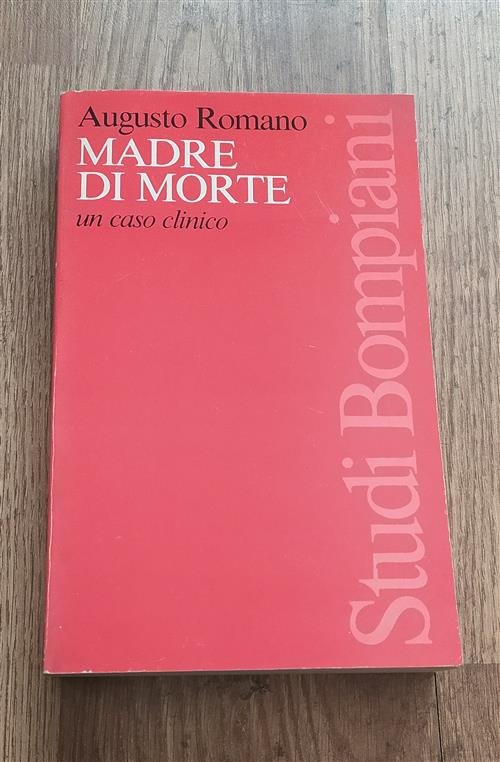 Augusto Romano
MADRE
DI MORTE
un caso clinico
Studi Bompiani